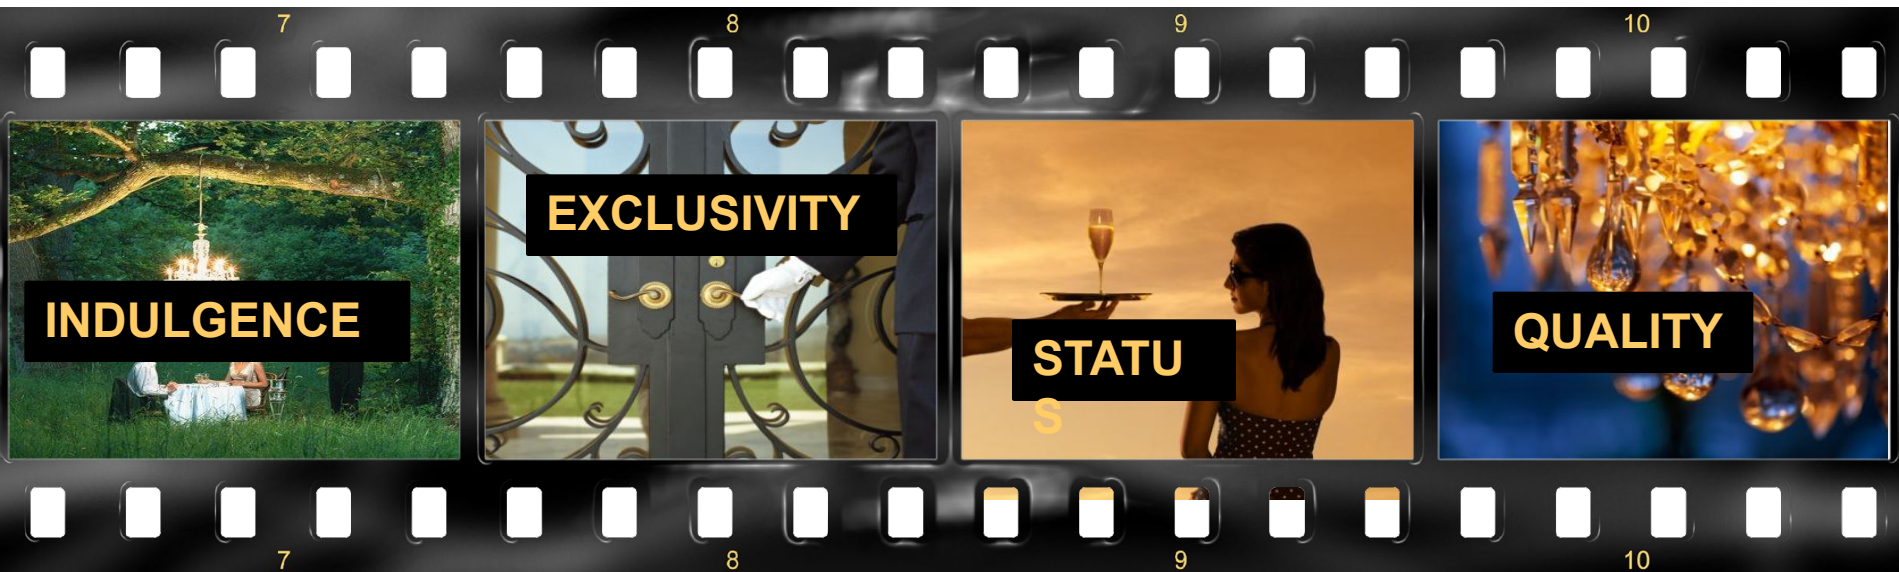 7 8 9 10
INDULGENCE
EXCLUSIVITY
STATU
S
QUALITY
7 8 9 10